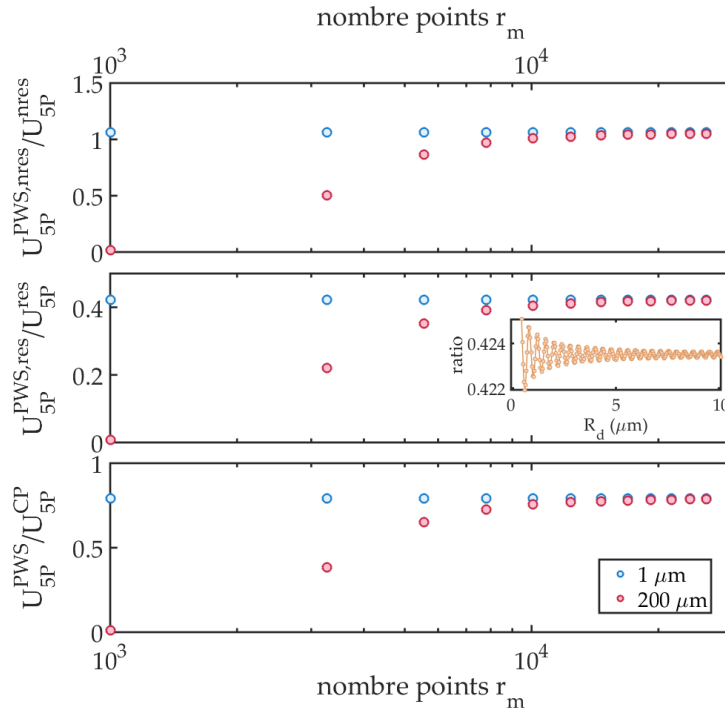 nombre points r_m
10^3 10^4
U_5P^PWS,nres/U_5P^nres
1.5
1
0.5
0
U_5P^PWS,res/U_5P^res
0.4
0.2
0
ratio
0.424
0.422
0 5 10
R_d (μm)
U_5P^PWS/U_5P^CP
1
0.5
0
1 μm
200 μm
10^3 10^4
nombre points r_m